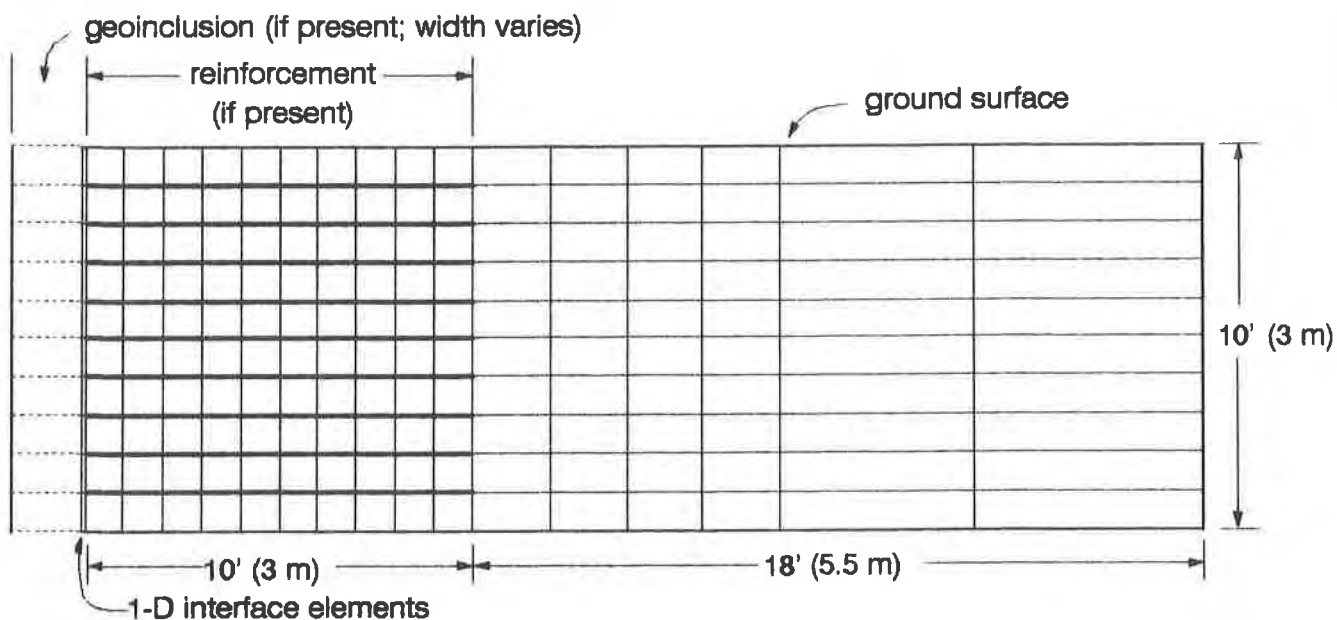 geoinclusion (if present; width varies)
reinforcement
(if present)
ground surface
10' (3 m)
10' (3 m)
18' (5.5 m)
1-D interface elements